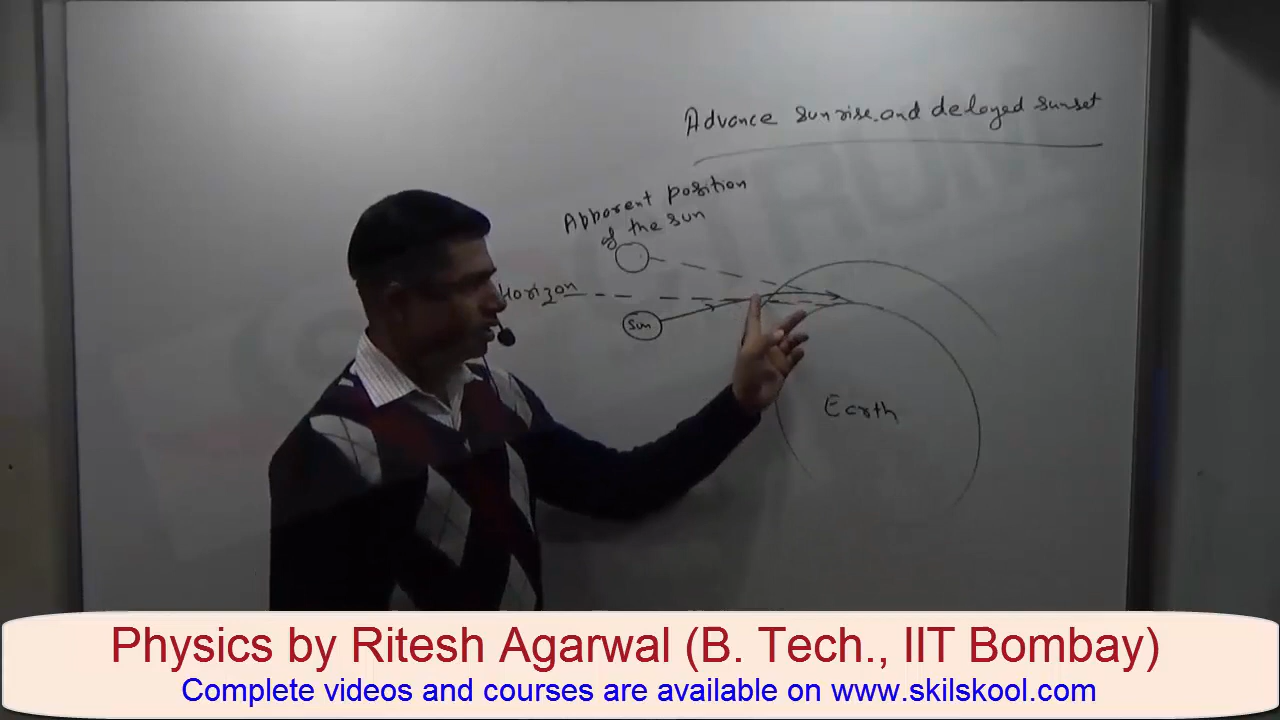 Advance sunrise and deloyed sunset
Apparent position
of the sun
Horizon
Sun
Earth
Physics by Ritesh Agarwal (B. Tech., IIT Bombay)
Complete videos and courses are available on www.skilskool.com